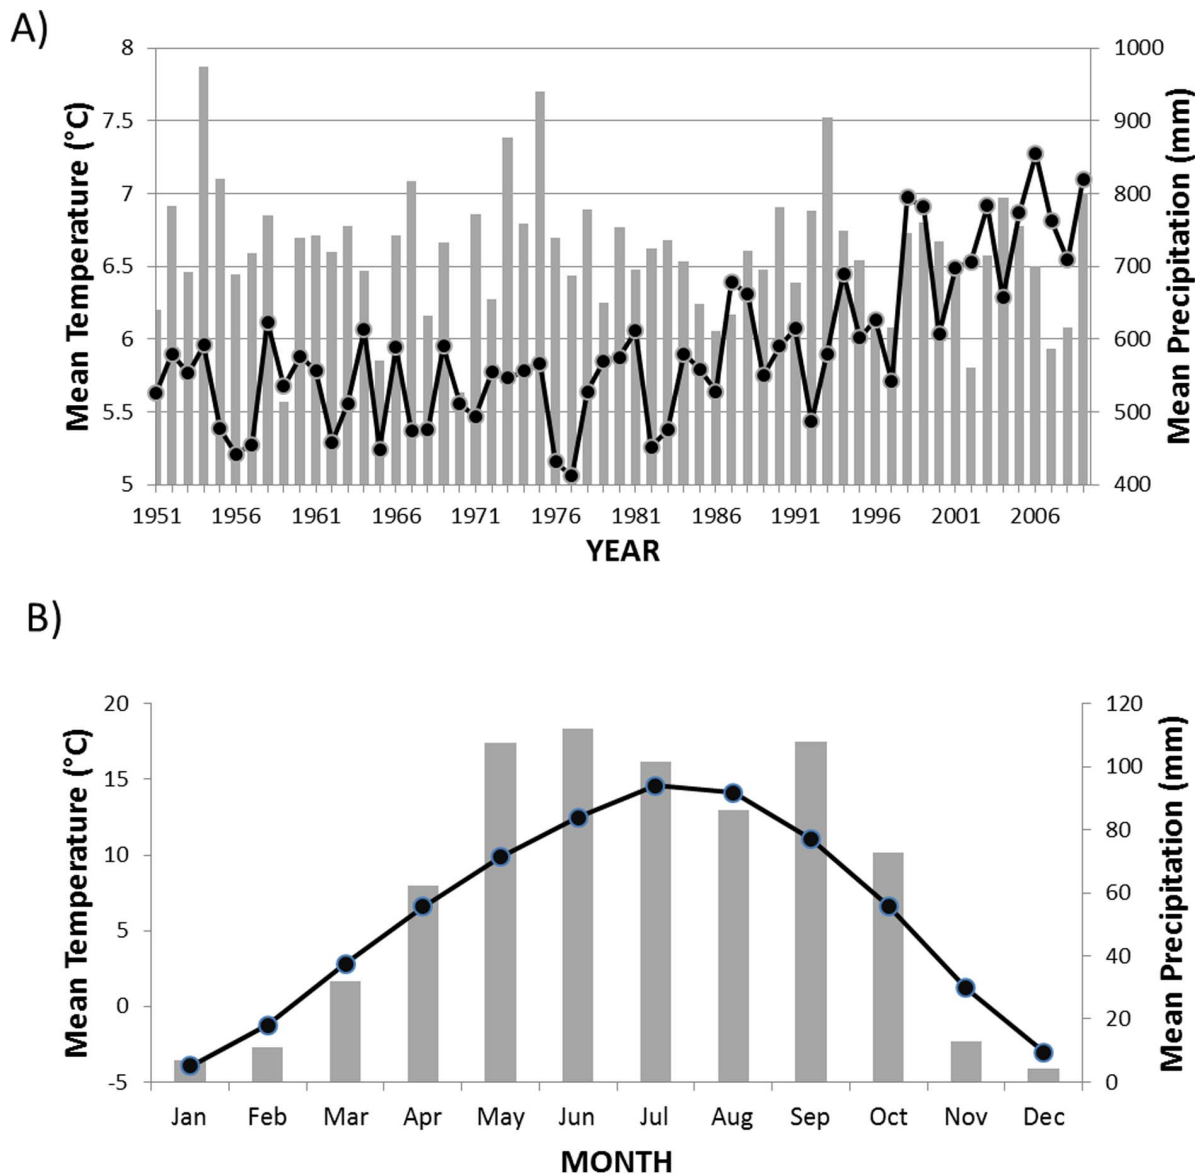 A)
8
7.5
7
6.5
6
5.5
5
Mean Temperature (°C)
1000
900
800
700
600
500
400
Mean Precipitation (mm)
1951 1956 1961 1966 1971 1976 1981 1986 1991 1996 2001 2006
YEAR
B)
20
15
10
5
0
-5
Mean Temperature (°C)
120
100
80
60
40
20
0
Mean Precipitation (mm)
Jan Feb Mar Apr May Jun Jul Aug Sep Oct Nov Dec
MONTH